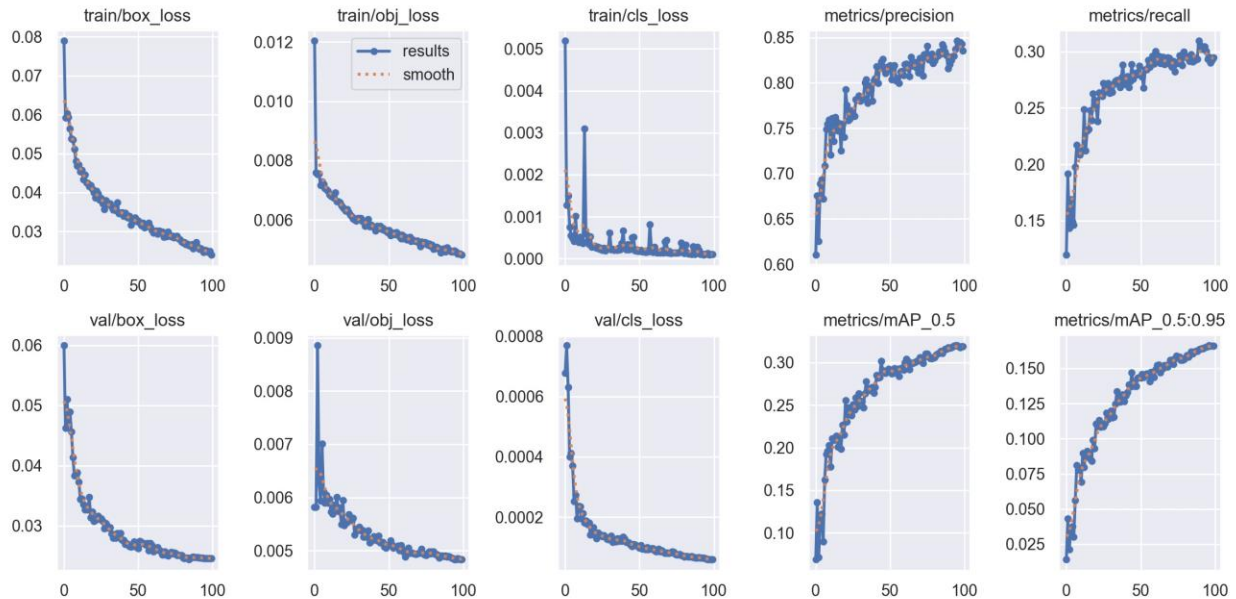 train/box_loss
0.08
0.07
0.06
0.05
0.04
0.03
0 50 100
train/obj_loss
results
smooth
0.012
0.010
0.008
0.006
0 50 100
train/cls_loss
0.005
0.004
0.003
0.002
0.001
0.000
0 50 100
metrics/precision
0.85
0.80
0.75
0.70
0.65
0.60
0 50 100
metrics/recall
0.30
0.25
0.20
0.15
0 50 100
val/box_loss
0.06
0.05
0.04
0.03
0 50 100
val/obj_loss
0.009
0.008
0.007
0.006
0.005
0 50 100
val/cls_loss
0.0008
0.0006
0.0004
0.0002
0 50 100
metrics/mAP_0.5
0.30
0.25
0.20
0.15
0.10
0 50 100
metrics/mAP_0.5:0.95
0.150
0.125
0.100
0.075
0.050
0.025
0 50 100